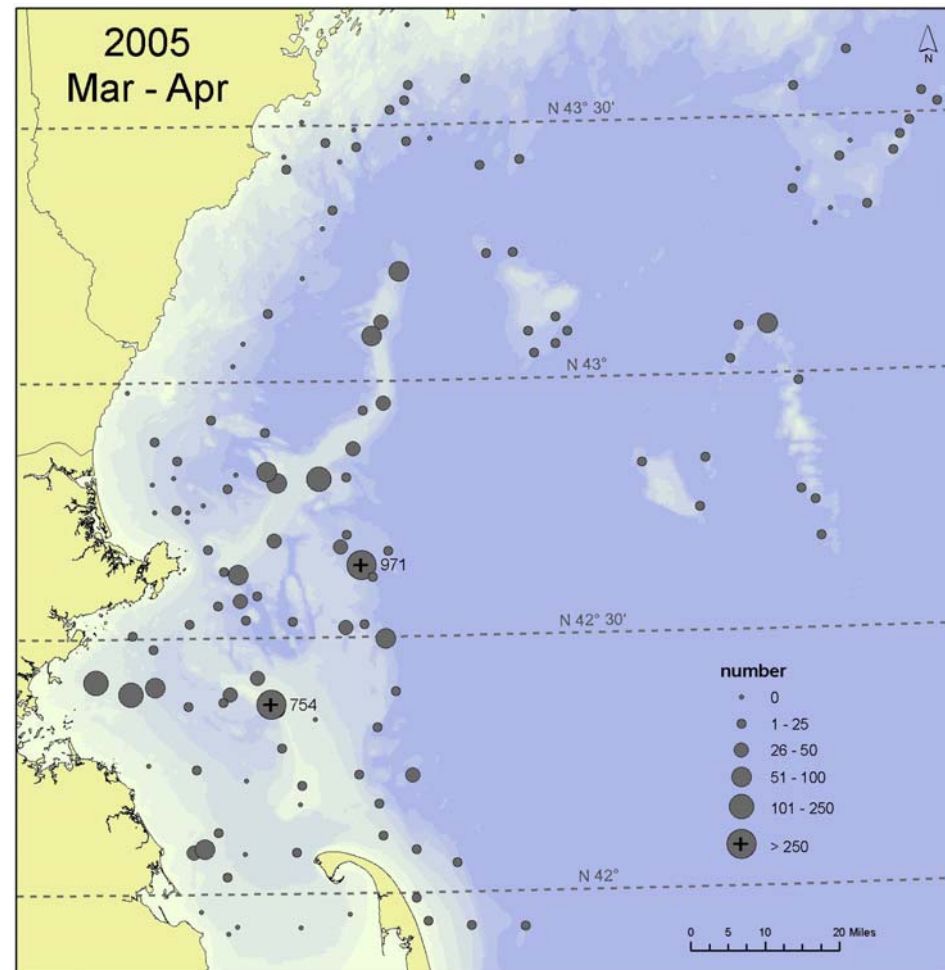 2005
Mar - Apr
N
N 43° 30'
N 43°
971
N 42° 30'
number
0
1 - 25
26 - 50
51 - 100
101 - 250
> 250
754
N 42°
0 5 10 20 Miles